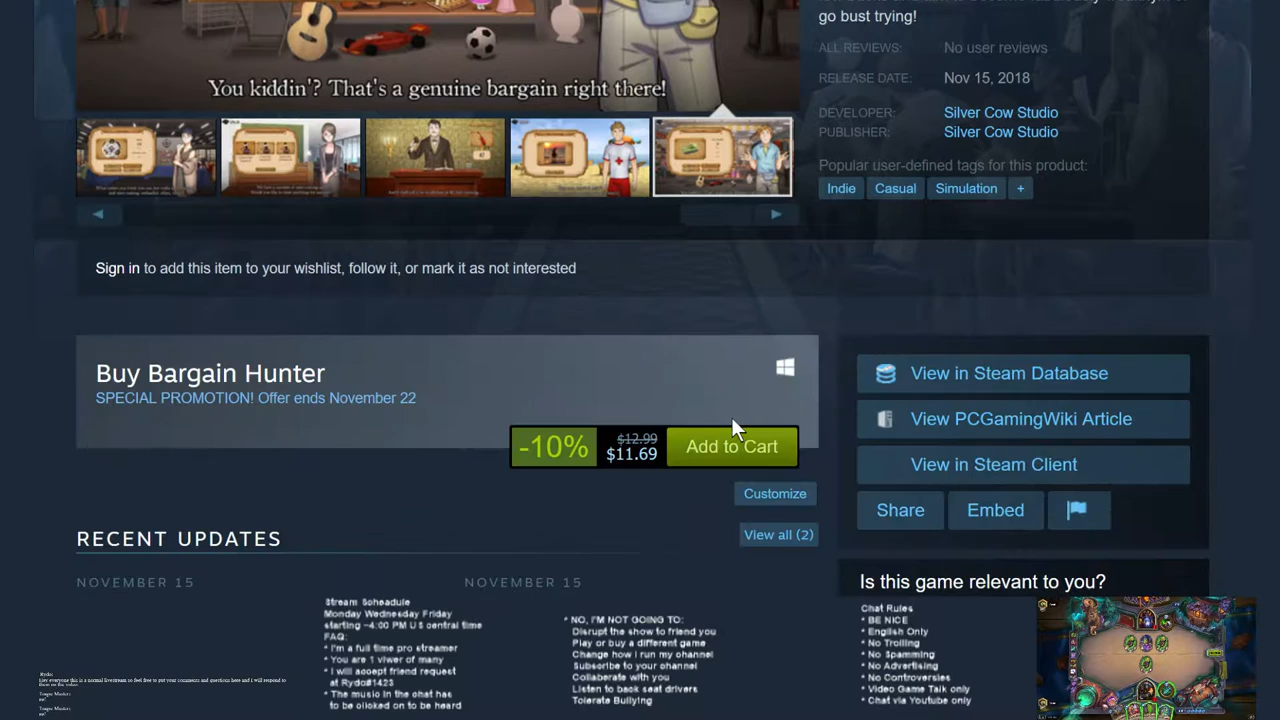 go bust trying!
ALL REVIEWS: No user reviews
RELEASE DATE: Nov 15, 2018
DEVELOPER: Silver Cow Studio
PUBLISHER: Silver Cow Studio
Popular user-defined tags for this product:
Indie Casual Simulation +
You kiddin'? That's a genuine bargain right there!
Sign in to add this item to your wishlist, follow it, or mark it as not interested
Buy Bargain Hunter
SPECIAL PROMOTION! Offer ends November 22
-10% $12.99 $11.69 Add to Cart
Customize
View in Steam Database
View PCGamingWiki Article
View in Steam Client
Share Embed
RECENT UPDATES
View all (2)
NOVEMBER 15 NOVEMBER 15
Is this game relevant to you?
Stream Scheadule
Monday Wednesday Friday
starting ~4:00 PM US central time
FAQ:
* I'm a full time pro streamer
* You are 1 viwer of many
* I will accept friend request
at Rydo#1423
* The music in the chat has
to be clicked on to be heard
* NO, I'M NOT GOING TO:
Disrupt the show to friend you
Play or buy a different game
Change how I run my channel
Subscribe to your channel
Collaberate with you
Listen to back seat drivers
Tolerate Bullying
Chat Rules
* BE NICE
* English Only
* No Trolling
* No Spamming
* No Advertising
* No Controversies
* Video Game Talk only
* Chat via Youtube only